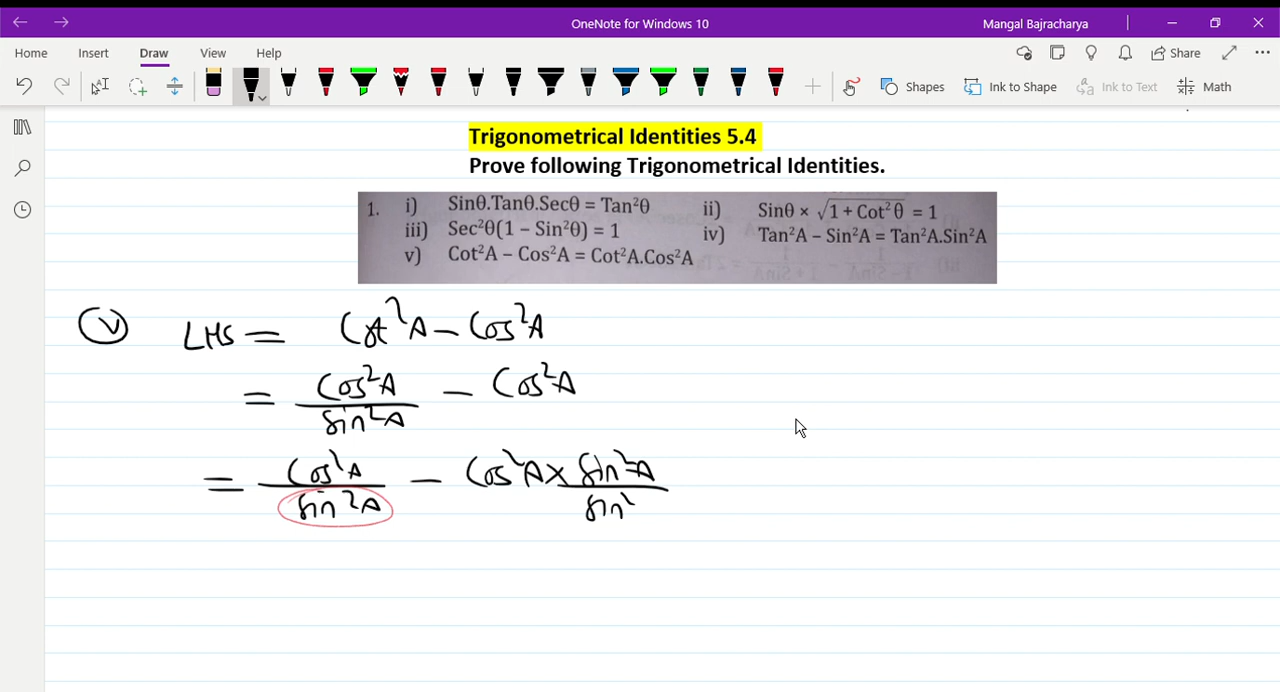 OneNote for Windows 10
Mangal Bajracharya
Home Insert Draw View Help
Share
Shapes Ink to Shape Ink to Text Math
Trigonometrical Identities 5.4
Prove following Trigonometrical Identities.
1. i) Sinθ.Tanθ.Secθ = Tan²θ ii) Sinθ × √1 + Cot²θ = 1
iii) Sec²θ(1 − Sin²θ) = 1 iv) Tan²A − Sin²A = Tan²A.Sin²A
v) Cot²A − Cos²A = Cot²A.Cos²A
(v) LHS = Cot²A − Cos²A
= Cos²A/Sin²A − Cos²A
= Cos²A/Sin²A − Cos²A × Sin²A/Sin²